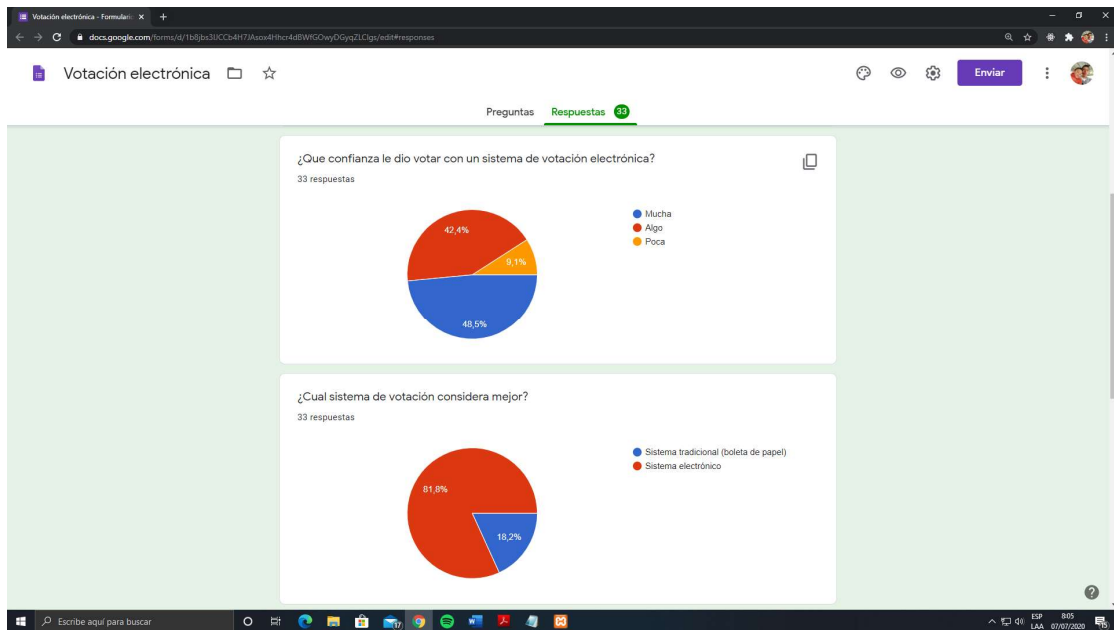 Votación electrónica - Formulari
docs.google.com/forms/d/1b8jbs3UCCb4H7JAsox4Hhcr4dBWfGOwyDGyqZLClgs/edit#responses
Votación electrónica
Enviar
Preguntas
Respuestas 33
¿Que confianza le dio votar con un sistema de votación electrónica?
33 respuestas
42,4%
9,1%
48,5%
Mucha
Algo
Poca
¿Cual sistema de votación considera mejor?
33 respuestas
81,8%
18,2%
Sistema tradicional (boleta de papel)
Sistema electrónico
Escribe aquí para buscar
17
ESP
LAA
8:05
07/07/2020
15